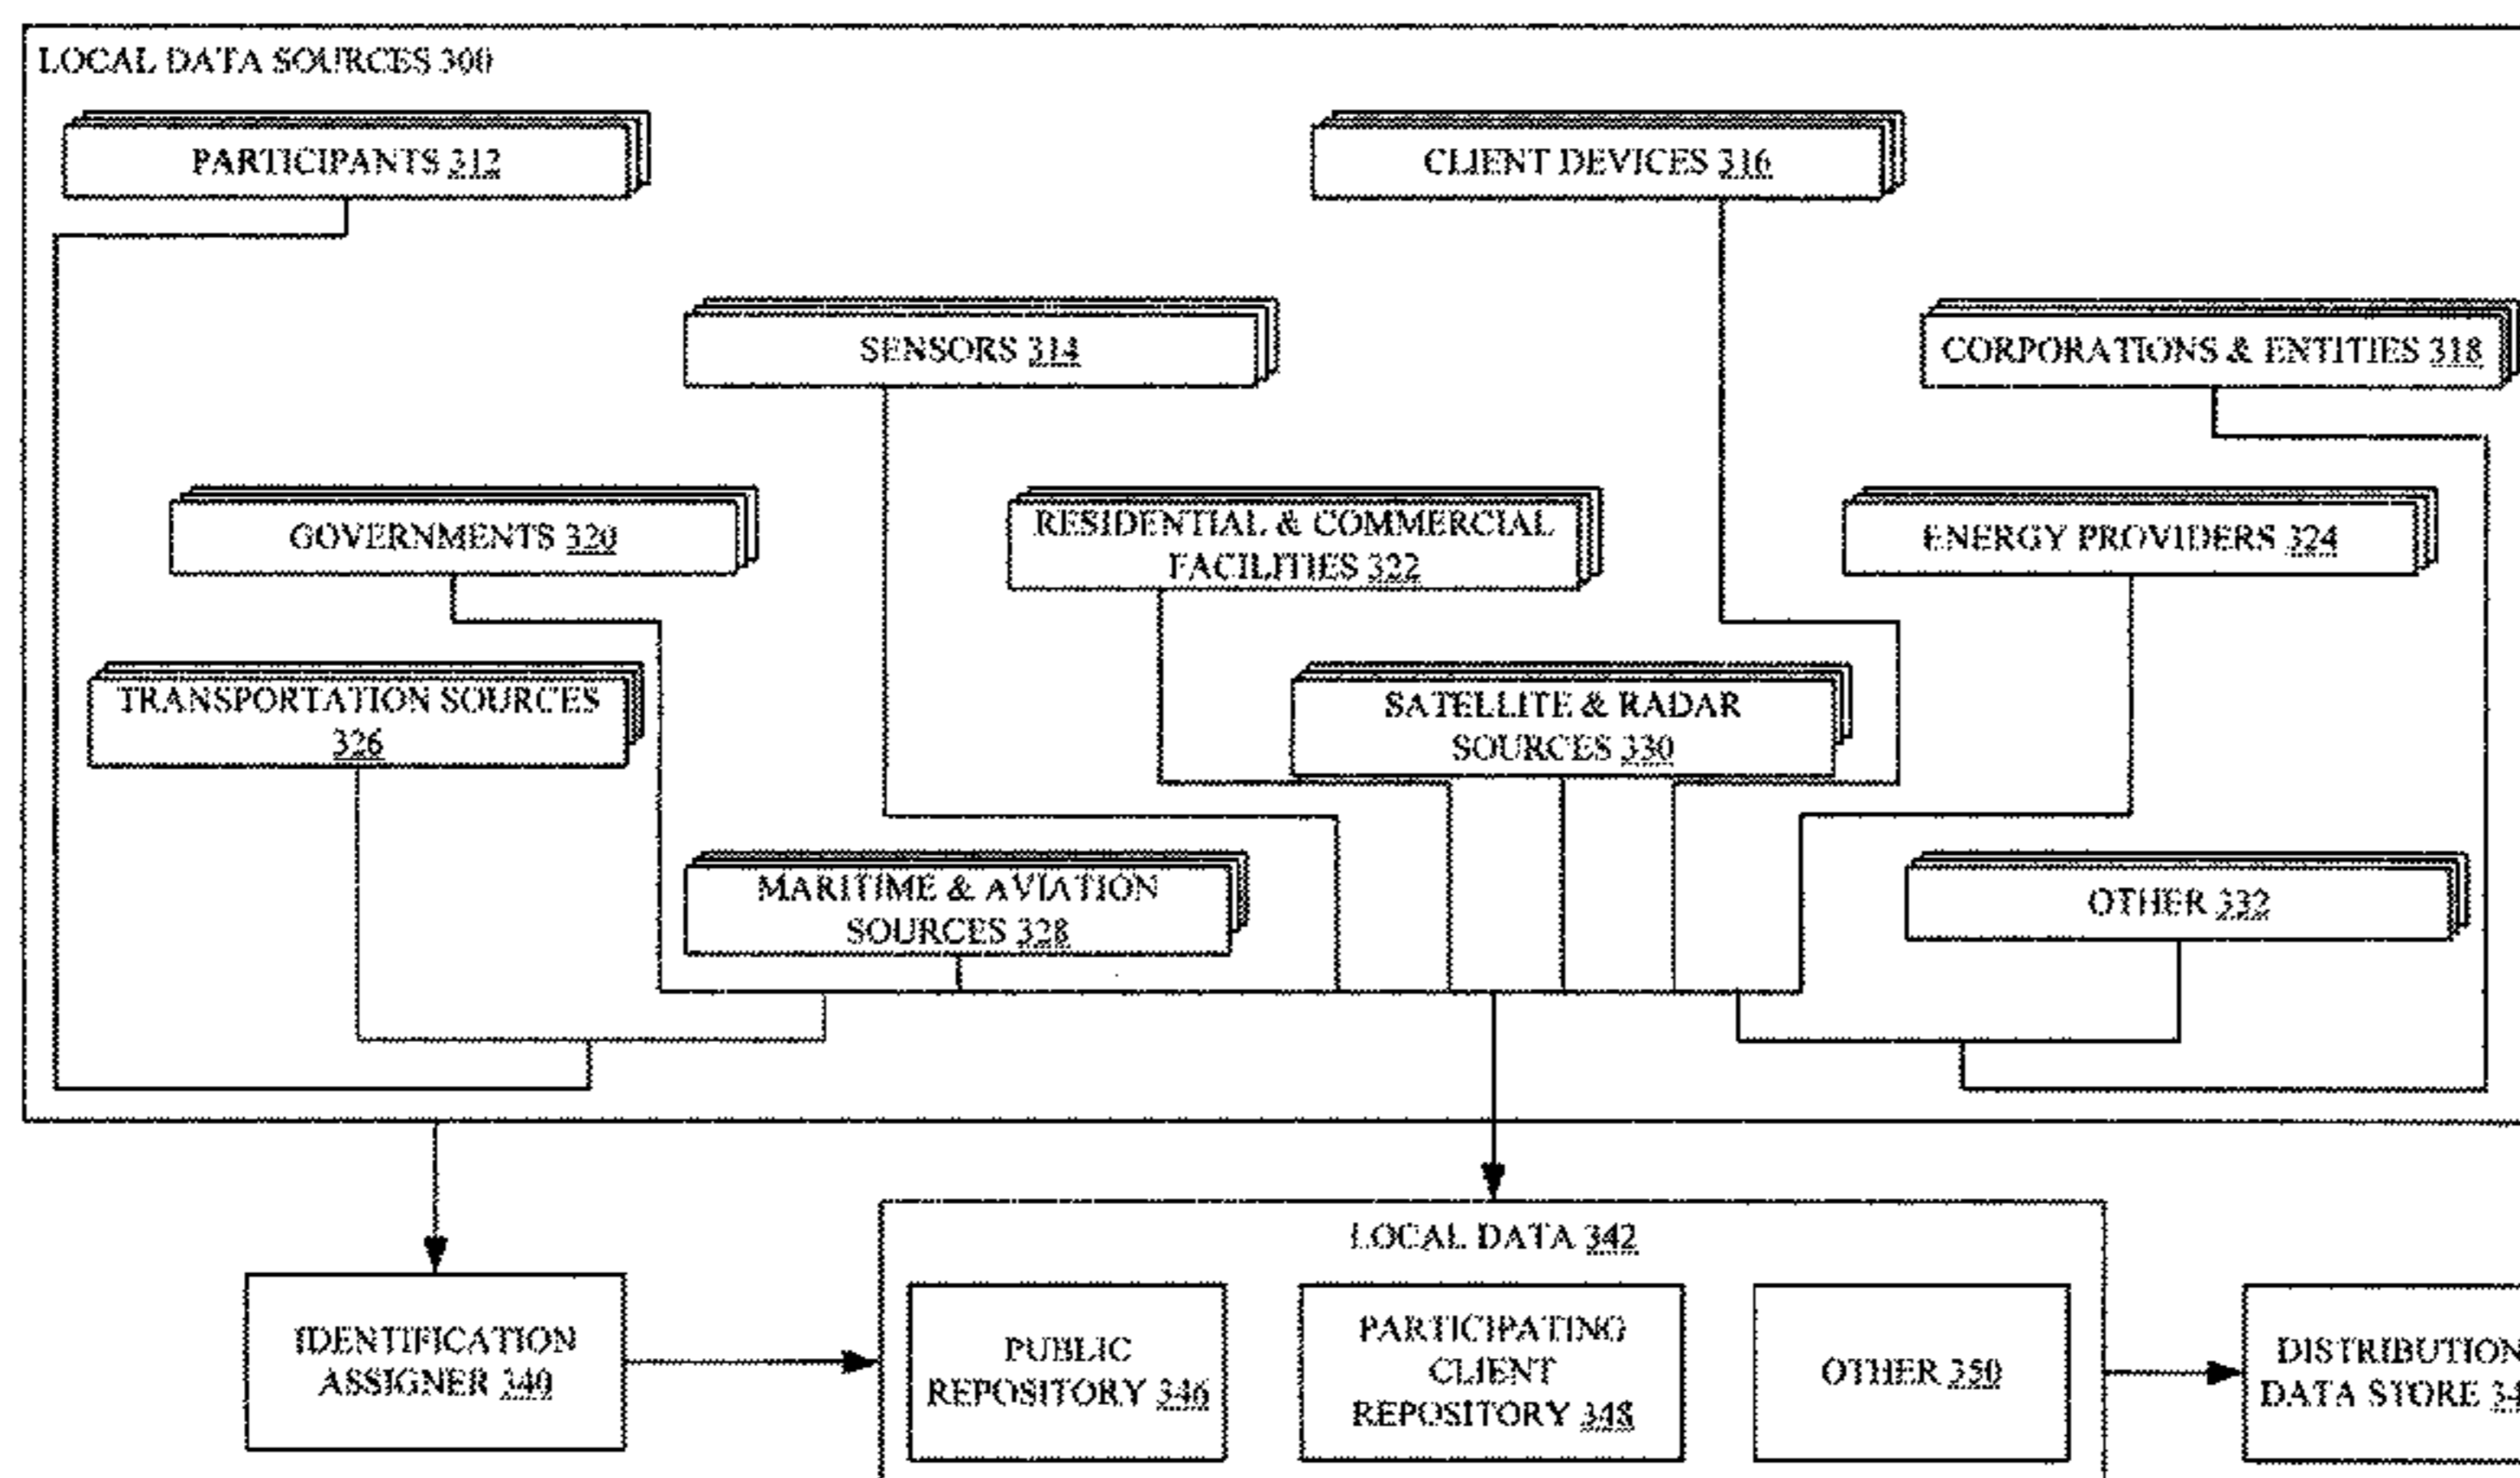 LOCAL DATA SOURCES 300
PARTICIPANTS 312
CLIENT DEVICES 316
SENSORS 314
CORPORATIONS & ENTITIES 318
GOVERNMENTS 320
RESIDENTIAL & COMMERCIAL
FACILITIES 322
ENERGY PROVIDERS 324
TRANSPORTATION SOURCES
326
SATELLITE & RADAR
SOURCES 330
MARITIME & AVIATION
SOURCES 328
OTHER 332
LOCAL DATA 342
IDENTIFICATION
ASSIGNER 340
PUBLIC
REPOSITORY 346
PARTICIPATING
CLIENT
REPOSITORY 348
OTHER 350
DISTRIBUTION
DATA STORE